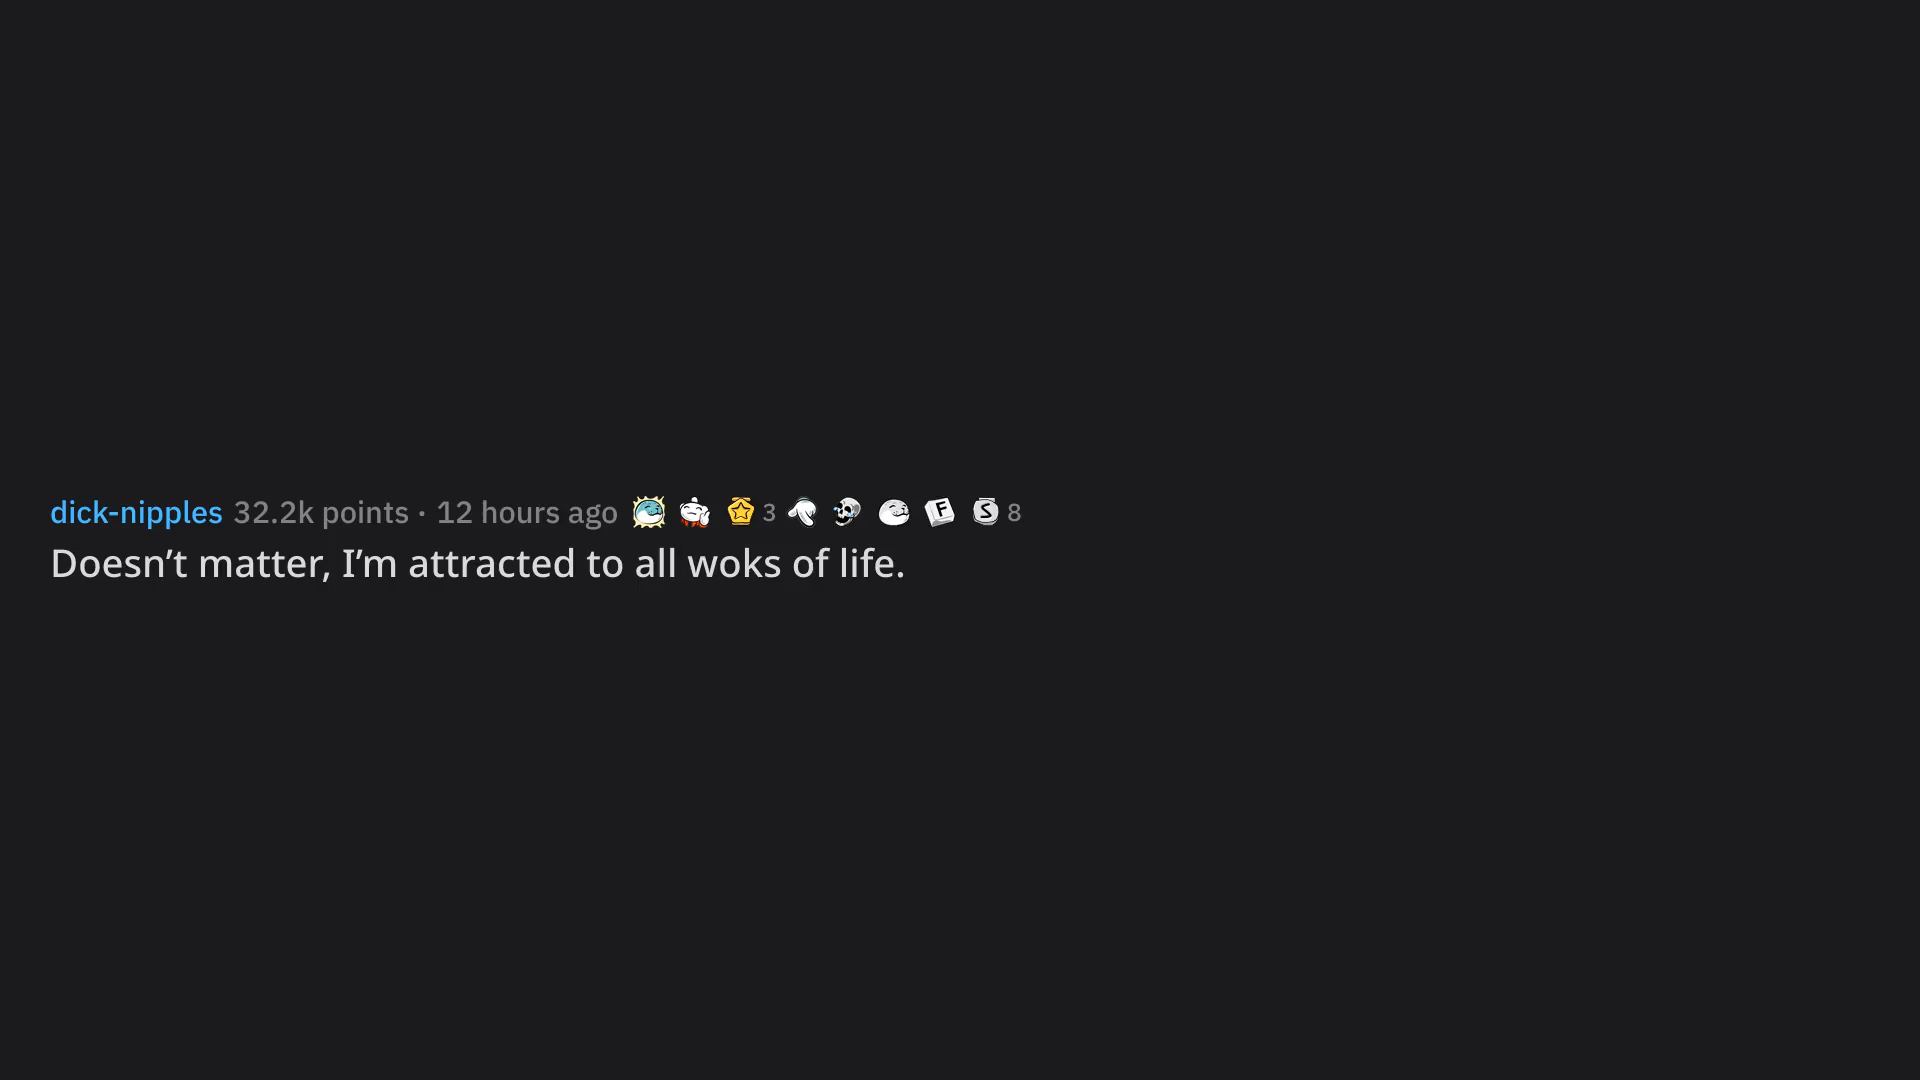 dick-nipples 32.2k points · 12 hours ago 3 F S 8
Doesn’t matter, I’m attracted to all woks of life.